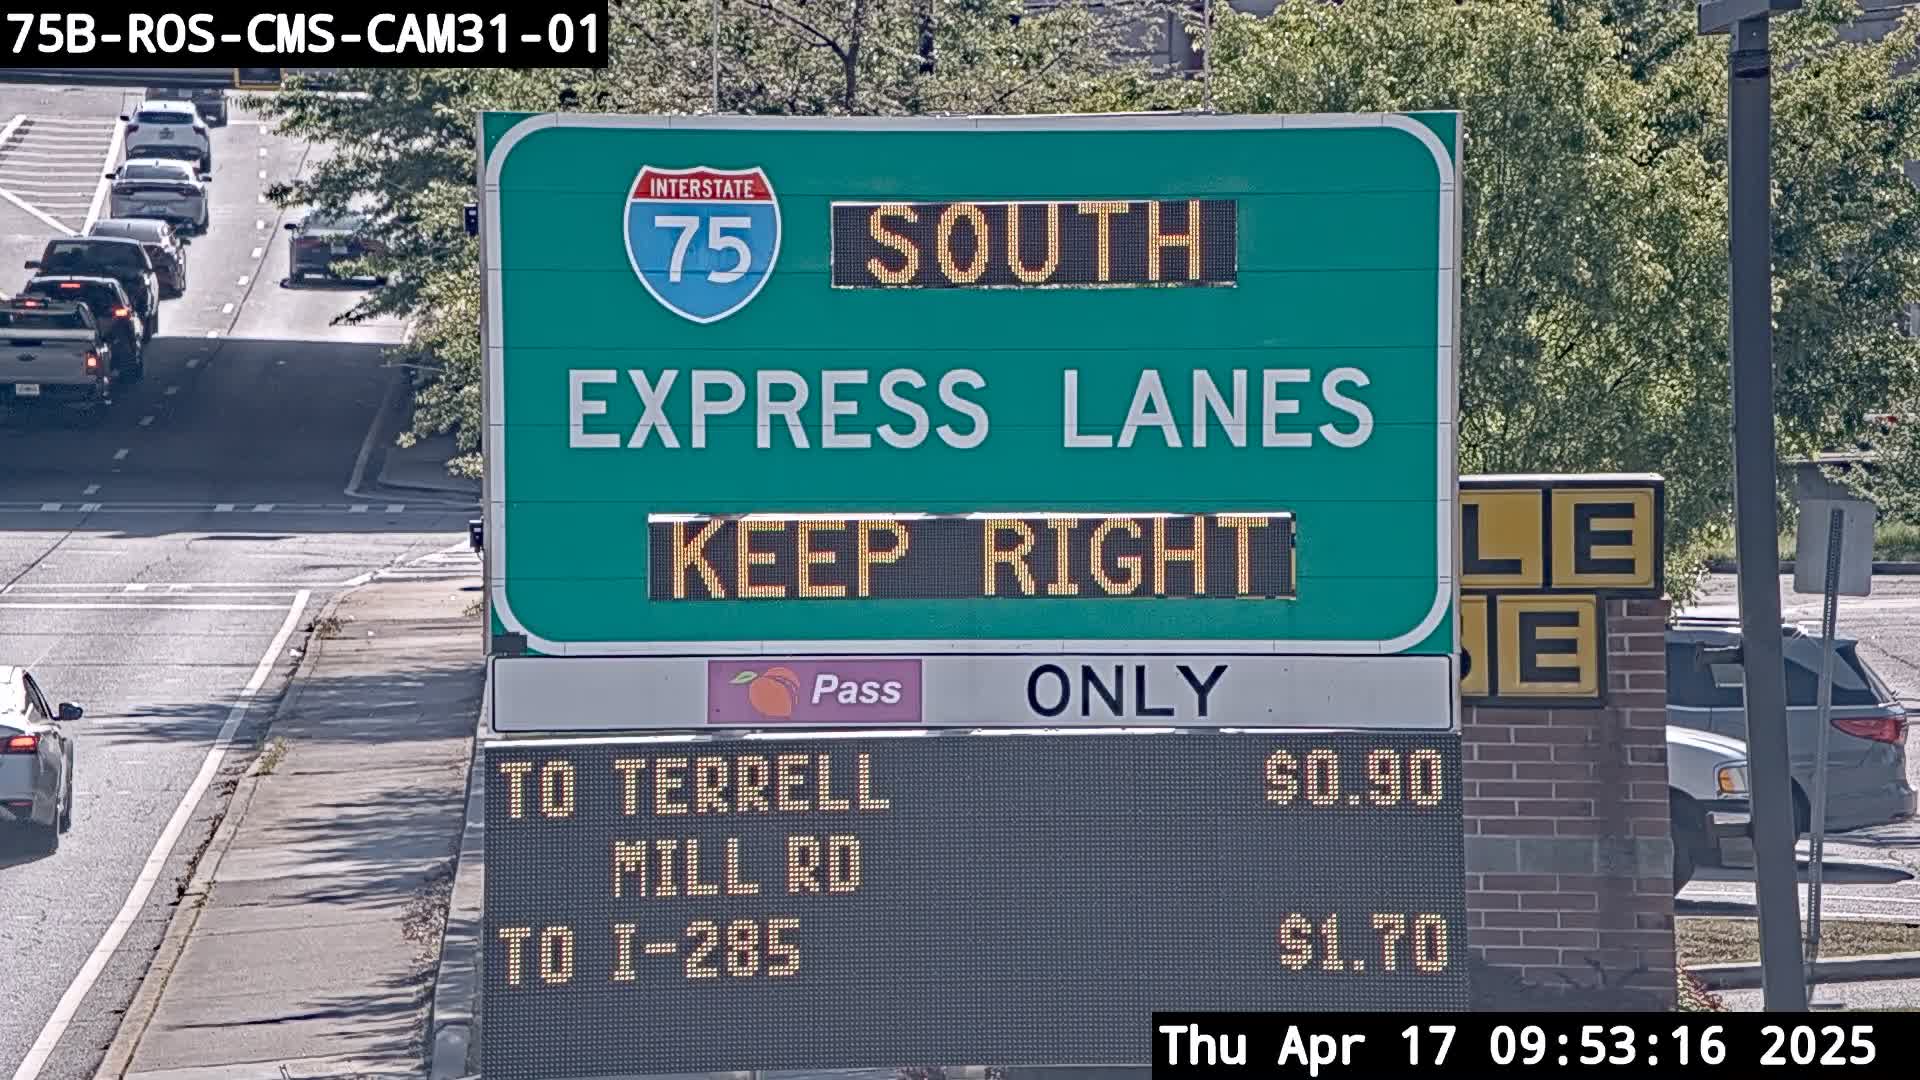 75B-ROS-CMS-CAM31-01
INTERSTATE
75
SOUTH
EXPRESS LANES
KEEP RIGHT
Pass ONLY
TO TERRELL $0.90
MILL RD
TO I-285 $1.70
LE
E
Thu Apr 17 09:53:16 2025